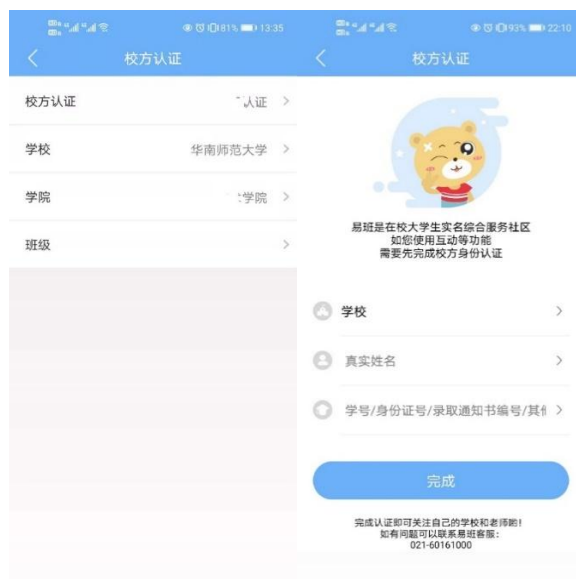 81% 13:35
校方认证
校方认证 认证
学校 华南师范大学
学院 学院
班级
93% 22:10
校方认证
易班是在校大学生实名综合服务社区
如您使用互动等功能
需要先完成校方身份认证
学校
真实姓名
学号/身份证号/录取通知书编号/其他
完成
完成认证即可关注自己的学校和老师哟!
如有问题可以联系易班客服:
021-60161000